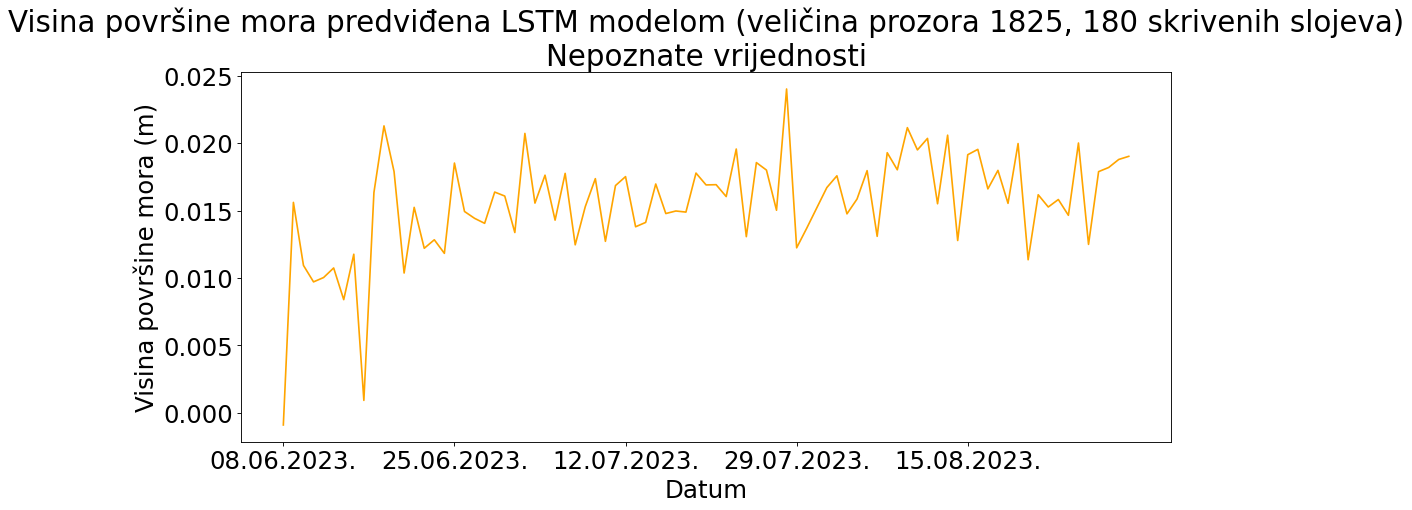 Visina površine mora predviđena LSTM modelom (veličina prozora 1825, 180 skrivenih slojeva)
Nepoznate vrijednosti
Visina površine mora (m)
0.025
0.020
0.015
0.010
0.005
0.000
08.06.2023. 25.06.2023. 12.07.2023. 29.07.2023. 15.08.2023.
Datum